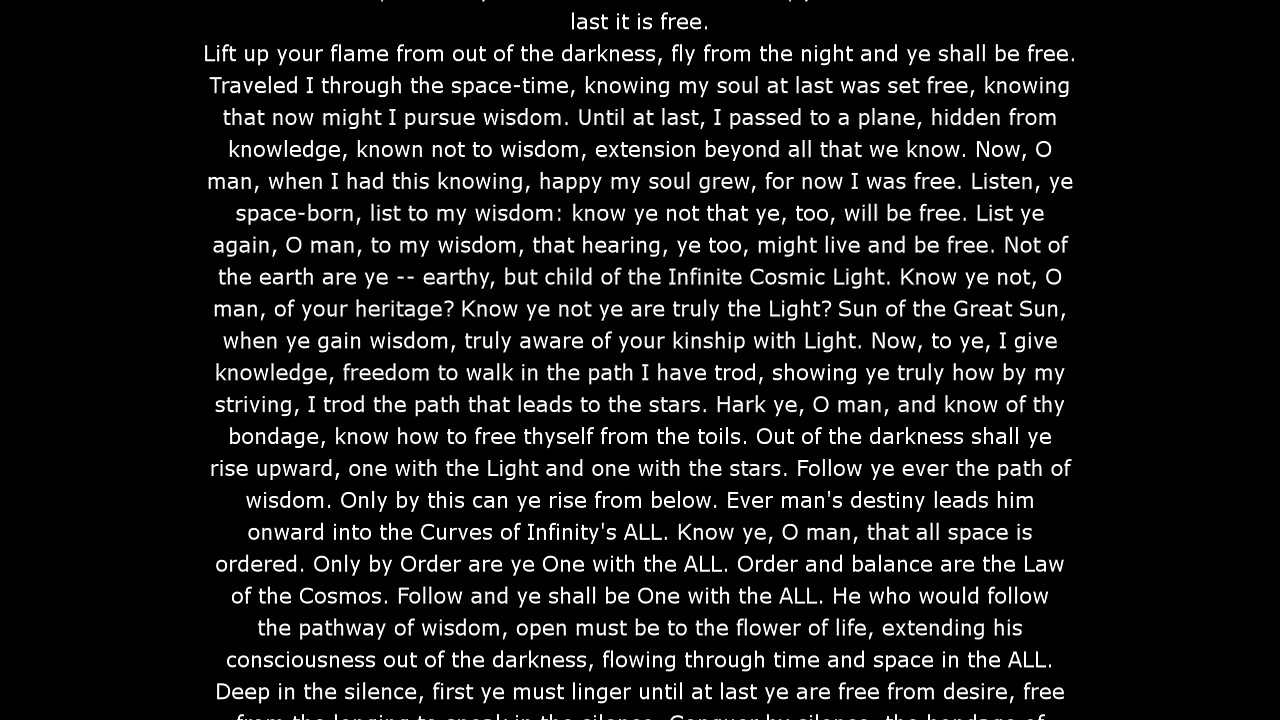 last it is free.
Lift up your flame from out of the darkness, fly from the night and ye shall be free.
Traveled I through the space-time, knowing my soul at last was set free, knowing
that now might I pursue wisdom. Until at last, I passed to a plane, hidden from
knowledge, known not to wisdom, extension beyond all that we know. Now, O
man, when I had this knowing, happy my soul grew, for now I was free. Listen, ye
space-born, list to my wisdom: know ye not that ye, too, will be free. List ye
again, O man, to my wisdom, that hearing, ye too, might live and be free. Not of
the earth are ye -- earthy, but child of the Infinite Cosmic Light. Know ye not, O
man, of your heritage? Know ye not ye are truly the Light? Sun of the Great Sun,
when ye gain wisdom, truly aware of your kinship with Light. Now, to ye, I give
knowledge, freedom to walk in the path I have trod, showing ye truly how by my
striving, I trod the path that leads to the stars. Hark ye, O man, and know of thy
bondage, know how to free thyself from the toils. Out of the darkness shall ye
rise upward, one with the Light and one with the stars. Follow ye ever the path of
wisdom. Only by this can ye rise from below. Ever man's destiny leads him
onward into the Curves of Infinity's ALL. Know ye, O man, that all space is
ordered. Only by Order are ye One with the ALL. Order and balance are the Law
of the Cosmos. Follow and ye shall be One with the ALL. He who would follow
the pathway of wisdom, open must be to the flower of life, extending his
consciousness out of the darkness, flowing through time and space in the ALL.
Deep in the silence, first ye must linger until at last ye are free from desire, free
from the longing to speak in the silence. Conquer by silence, the bondage of